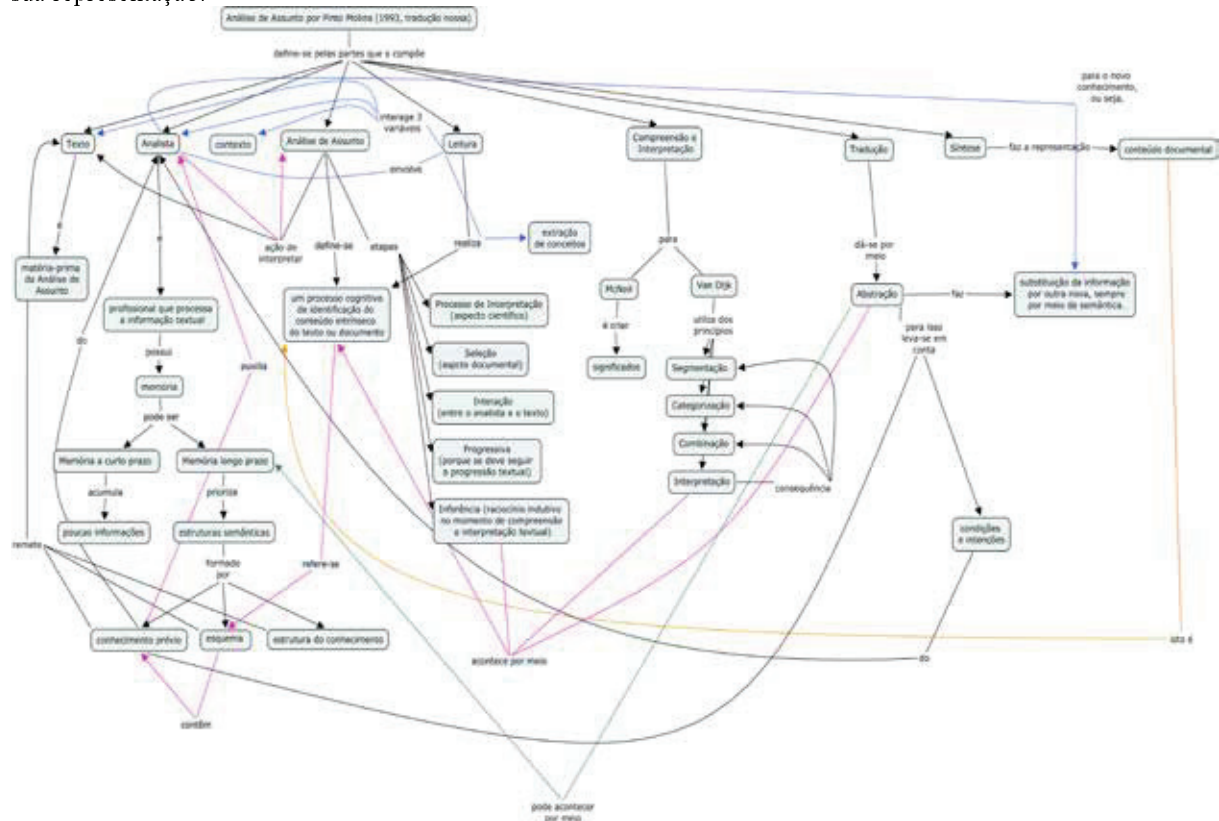 sua representação.
Análise de Assunto por Pinto Molina (1993, tradução nossa)
define-se pelas partes que a compõe
para o novo
conhecimento,
ou seja,
interage 3
variáveis
Texto
Analista
contexto
Análise de Assunto
Leitura
Compreensão e
Interpretação
Tradução
Síntese
faz a representação
conteúdo documental
envolve
é
é
ação de
interpretar
define-se
etapas
realiza
extração
de conceitos
para
dá-se por
meio
matéria-prima
da Análise de
Assunto
profissional que processa
a informação textual
um processo cognitivo
de identificação do
conteúdo intrínseco
do texto ou documento
Processo de Interpretação
(aspecto científico)
McNeil
Van Dijk
Abstração
faz
substituição da informação
por outra nova, sempre
por meio da semântica.
é criar
utiliza dos
princípios
para isso
leva-se em
conta
do
possui
auxilia
Seleção
(aspecto documental)
significados
Segmentação
memória
Interação
(entre o analista e o texto)
Categorização
pode ser
Progressiva
(porque se deve seguir
a progressão textual)
Combinação
Memória a curto prazo
Memória longo prazo
Interpretação
consequência
acumula
prioriza
Inferência (raciocínio indutivo
no momento de compreensão
e interpretação textual)
poucas informações
estruturas semânticas
condições
e intenções
remete
formado
por
refere-se
conhecimento prévio
esquema
estrutura do conhecimento
isto é
acontece por meio
do
contêm
pode acontecer
por meio